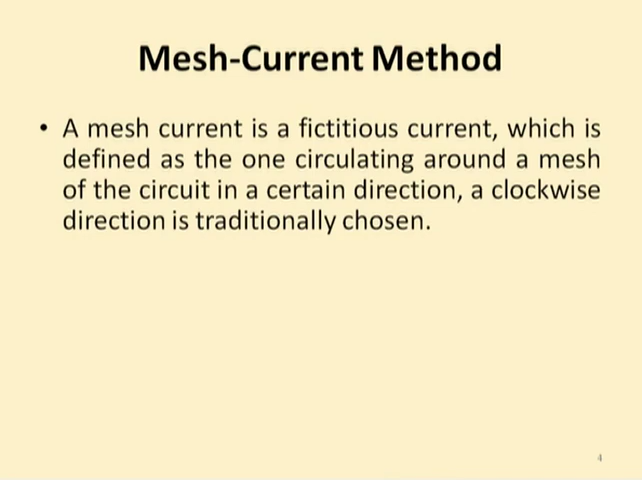 Mesh-Current Method
• A mesh current is a fictitious current, which is
defined as the one circulating around a mesh
of the circuit in a certain direction, a clockwise
direction is traditionally chosen.
4